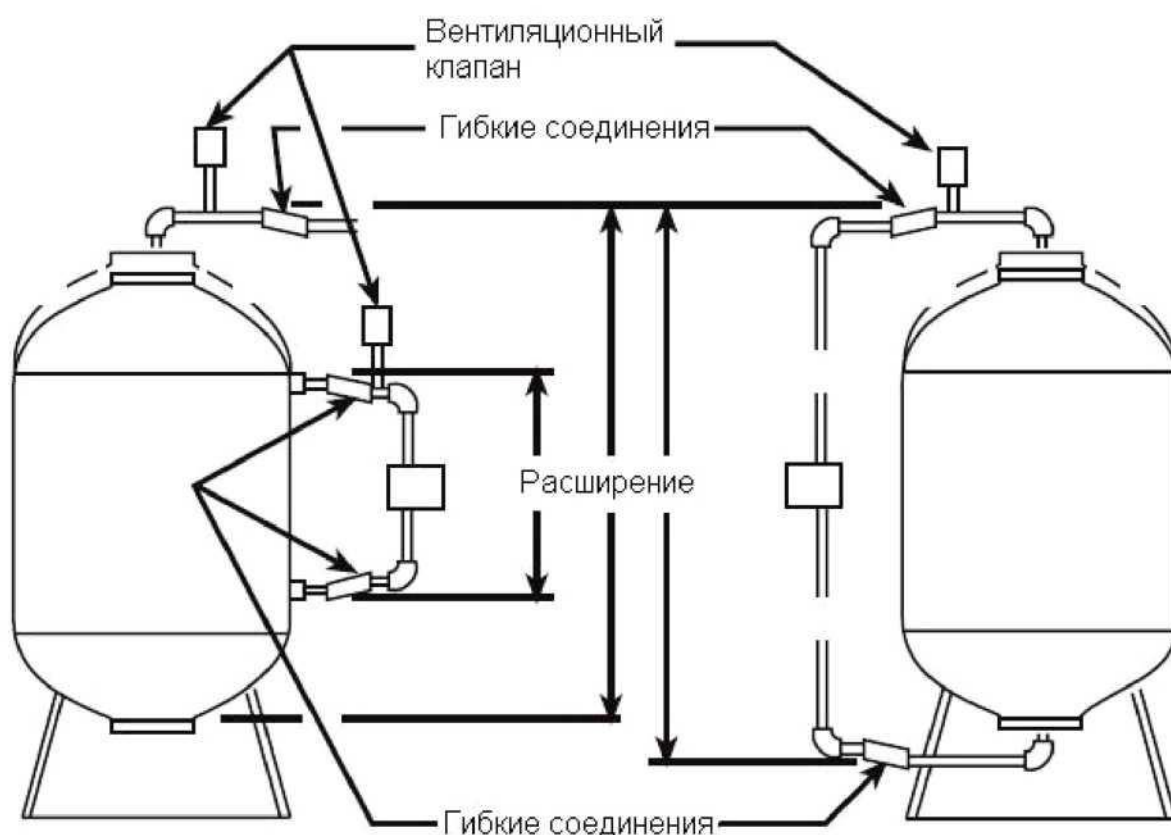 Вентиляционный
клапан
Гибкие соединения
Расширение
Гибкие соединения